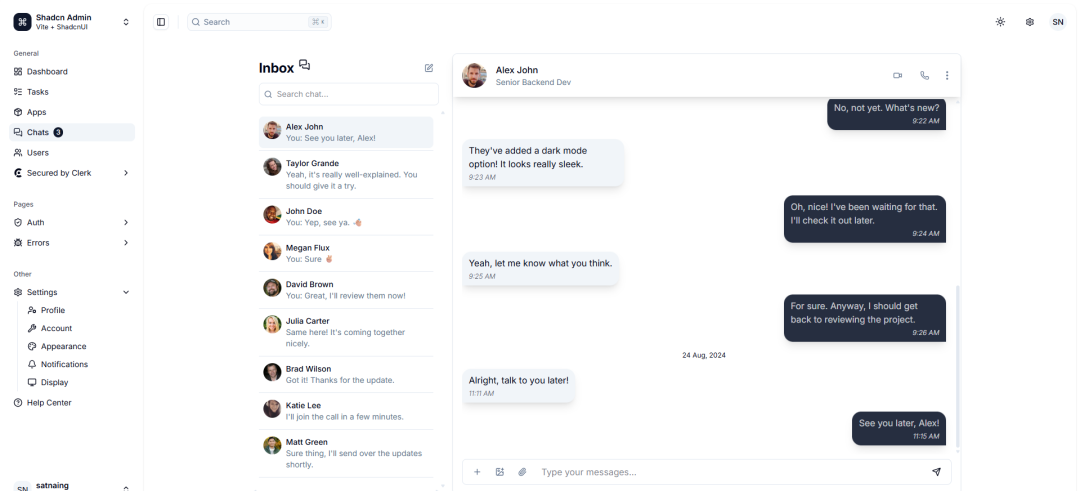 Shadcn Admin
Vite + ShadcnUI
General
Dashboard
Tasks
Apps
Chats 3
Users
Secured by Clerk
Pages
Auth
Errors
Other
Settings
Profile
Account
Appearance
Notifications
Display
Help Center
SN satnaing
Search ⌘ K
SN
Inbox
Search chat...
Alex John
You: See you later, Alex!
Taylor Grande
Yeah, it's really well-explained. You
should give it a try.
John Doe
You: Yep, see ya. 👋🏼
Megan Flux
You: Sure ✌🏼
David Brown
You: Great, I'll review them now!
Julia Carter
Same here! It's coming together
nicely.
Brad Wilson
Got it! Thanks for the update.
Katie Lee
I'll join the call in a few minutes.
Matt Green
Sure thing, I'll send over the updates
shortly.
Alex John
Senior Backend Dev
No, not yet. What's new?
9:22 AM
They've added a dark mode
option! It looks really sleek.
9:23 AM
Oh, nice! I've been waiting for that.
I'll check it out later.
9:24 AM
Yeah, let me know what you think.
9:25 AM
For sure. Anyway, I should get
back to reviewing the project.
9:26 AM
24 Aug, 2024
Alright, talk to you later!
11:11 AM
See you later, Alex!
11:15 AM
Type your messages...